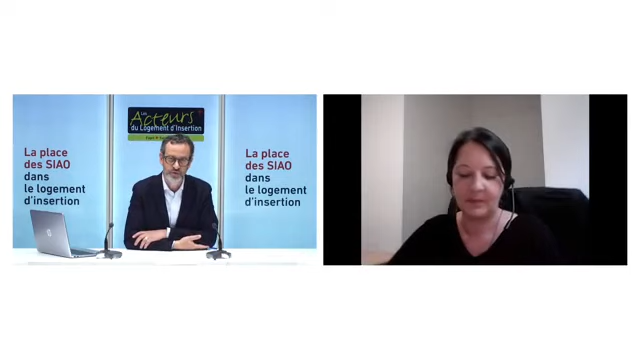 Les
Acteurs
du Logement d'Insertion
La place
des SIAO
dans
le logement
d'insertion
La place
des SIAO
dans
le logement
d'insertion